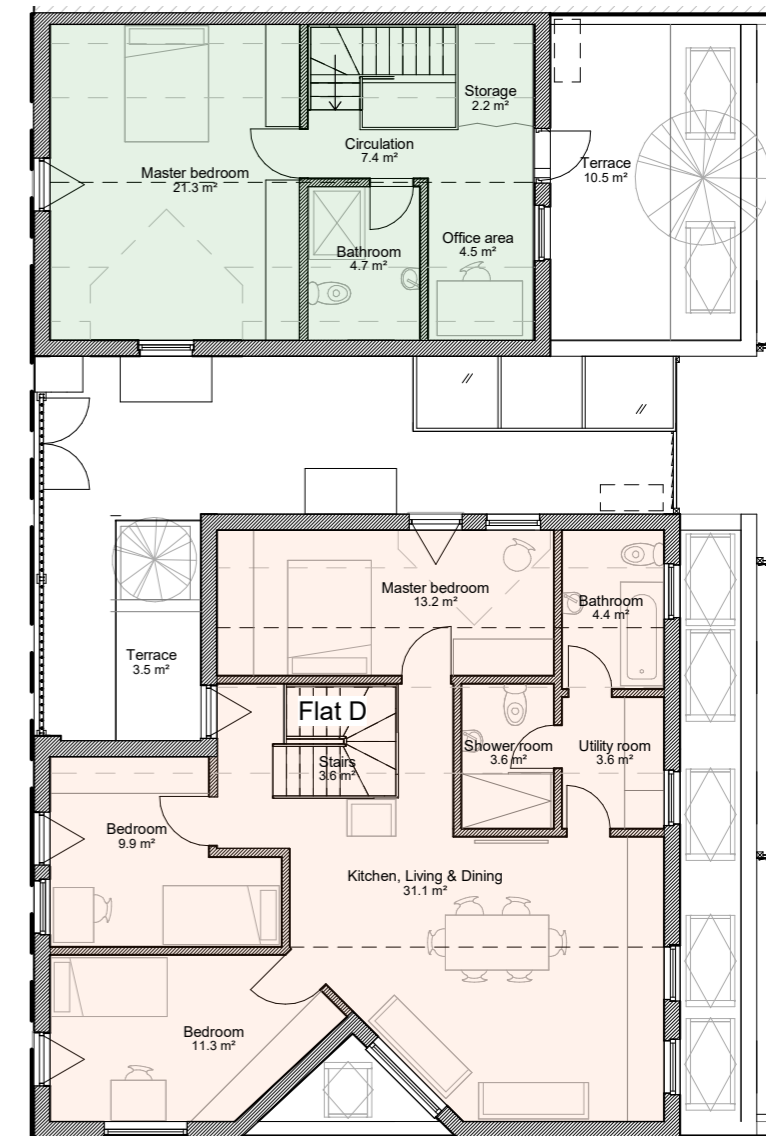 Storage
2.2 m²
Circulation
7.4 m²
Master bedroom
21.3 m²
Terrace
10.5 m²
Bathroom
4.7 m²
Office area
4.5 m²
Master bedroom
13.2 m²
Bathroom
4.4 m²
Terrace
3.5 m²
Flat D
Stairs
3.6 m²
Shower room
3.6 m²
Utility room
3.6 m²
Bedroom
9.9 m²
Kitchen, Living & Dining
31.1 m²
Bedroom
11.3 m²